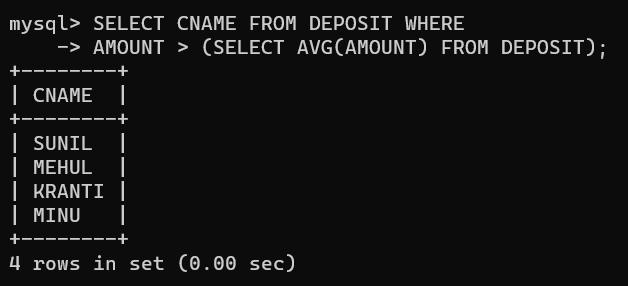 mysql> SELECT CNAME FROM DEPOSIT WHERE
    -> AMOUNT > (SELECT AVG(AMOUNT) FROM DEPOSIT);
+--------+
| CNAME  |
+--------+
| SUNIL  |
| MEHUL  |
| KRANTI |
| MINU   |
+--------+
4 rows in set (0.00 sec)